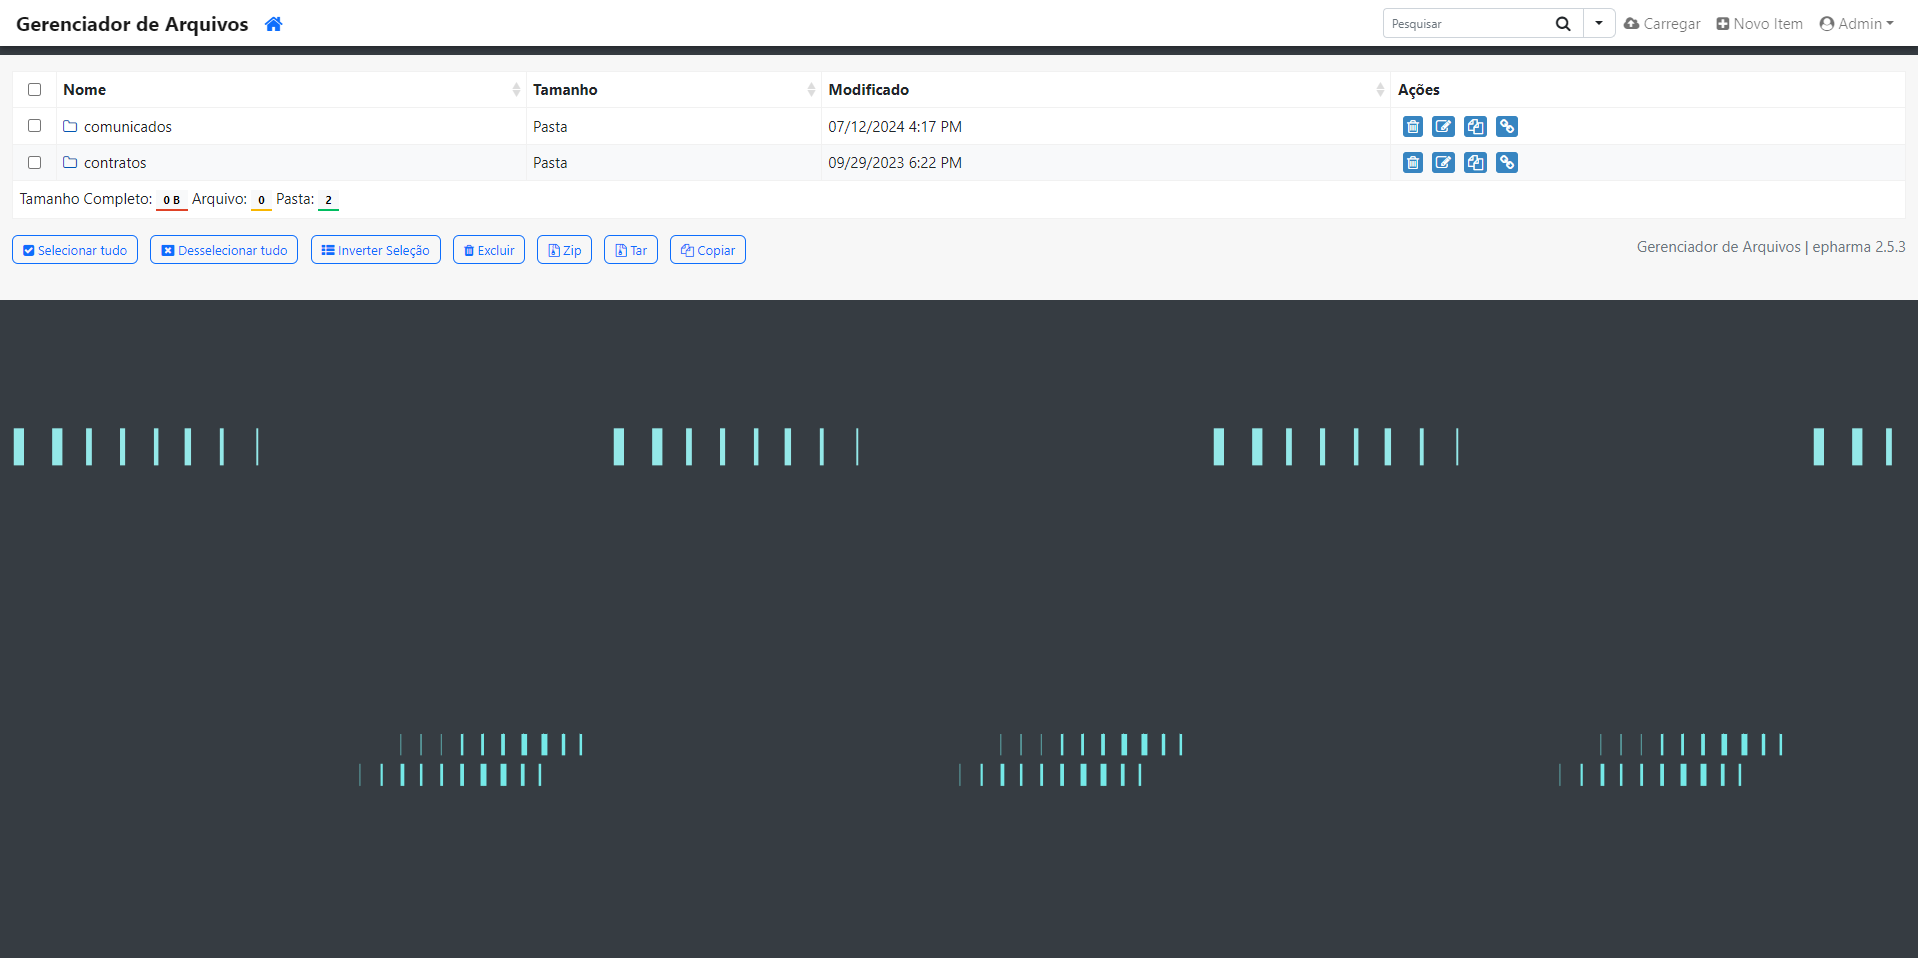 Gerenciador de Arquivos
Pesquisar
Carregar
Novo Item
Admin
Nome Tamanho Modificado Ações
comunicados Pasta 07/12/2024 4:17 PM
contratos Pasta 09/29/2023 6:22 PM
Tamanho Completo: 0 B Arquivo: 0 Pasta: 2
Selecionar tudo Desselecionar tudo Inverter Seleção Excluir Zip Tar Copiar
Gerenciador de Arquivos | epharma 2.5.3